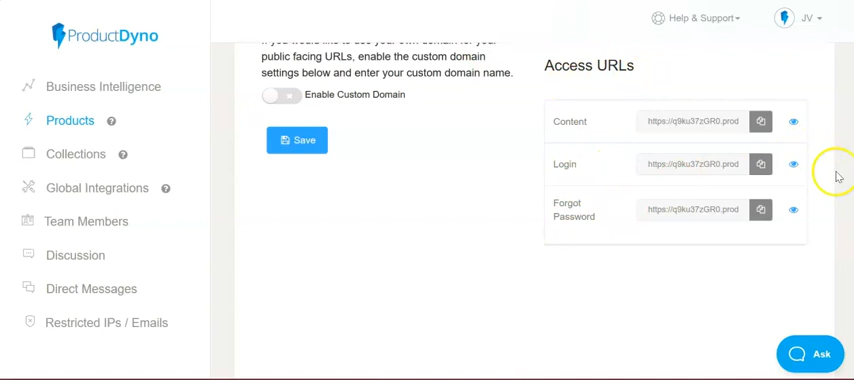 Help & Support
JV
ProductDyno
Business Intelligence
Products
Collections
Global Integrations
Team Members
Discussion
Direct Messages
Restricted IPs / Emails
public facing URLs, enable the custom domain
settings below and enter your custom domain name.
Enable Custom Domain
Save
Access URLs
Content https://q9ku37zGR0.prod
Login https://q9ku37zGR0.prod
Forgot
Password
https://q9ku37zGR0.prod
Ask